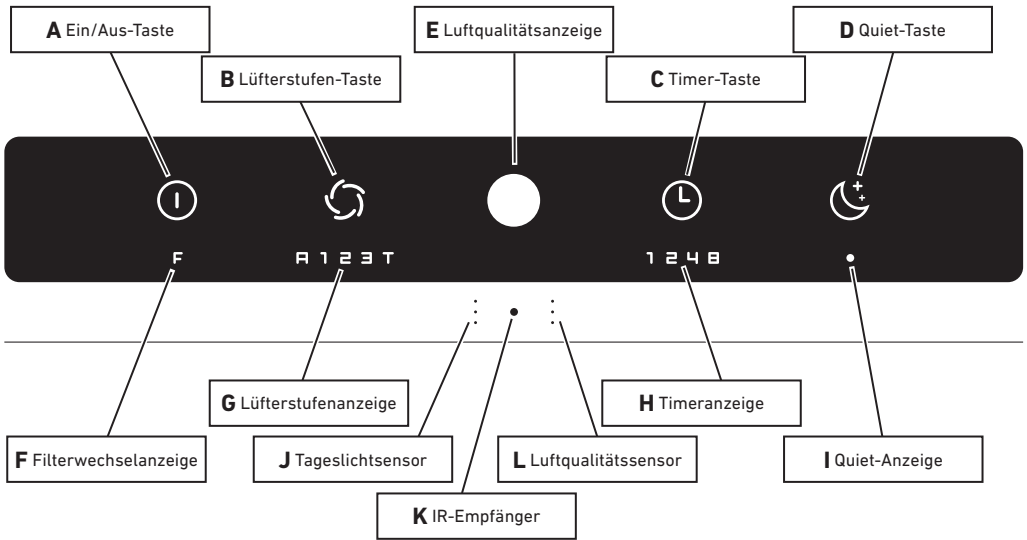 A Ein/Aus-Taste
E Luftqualitätsanzeige
D Quiet-Taste
B Lüfterstufen-Taste
C Timer-Taste
F
A 1 2 3 T
1 2 4 8
G Lüfterstufenanzeige
H Timeranzeige
F Filterwechselanzeige
J Tageslichtsensor
L Luftqualitätssensor
I Quiet-Anzeige
K IR-Empfänger